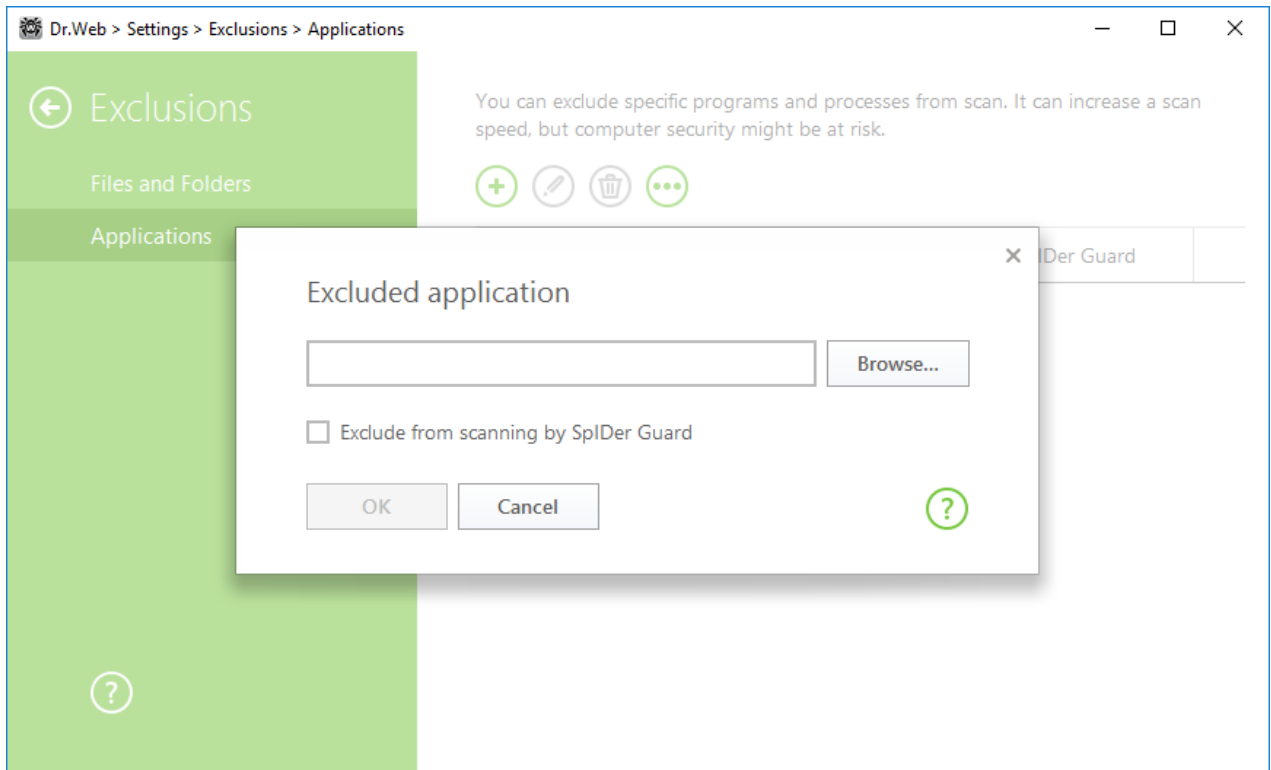 Dr.Web > Settings > Exclusions > Applications
Exclusions
Files and Folders
Applications
You can exclude specific programs and processes from scan. It can increase a scan
speed, but computer security might be at risk.
IDer Guard
Excluded application
Browse...
Exclude from scanning by SpIDer Guard
OK
Cancel
?
?